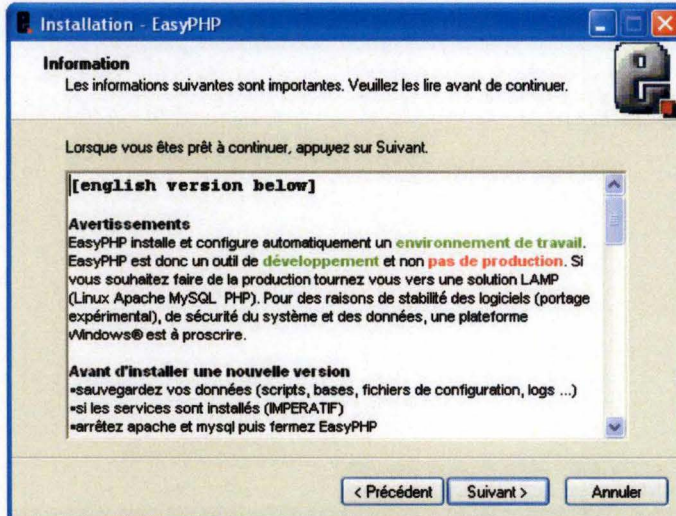 Installation - EasyPHP
Information
Les informations suivantes sont importantes. Veuillez les lire avant de continuer.
Lorsque vous êtes prêt à continuer, appuyez sur Suivant.
[english version below]
Avertissements
EasyPHP installe et configure automatiquement un environnement de travail.
EasyPHP est donc un outil de développement et non pas de production. Si
vous souhaitez faire de la production tournez vous vers une solution LAMP
(Linux Apache MySQL PHP). Pour des raisons de stabilité des logiciels (portage
expérimental), de sécurité du système et des données, une plateforme
Windows® est à proscrire.
Avant d'installer une nouvelle version
▪sauvegardez vos données (scripts, bases, fichiers de configuration, logs ...)
▪si les services sont installés (IMPERATIF)
▪arrêtez apache et mysql puis fermez EasyPHP
< Précédent
Suivant >
Annuler